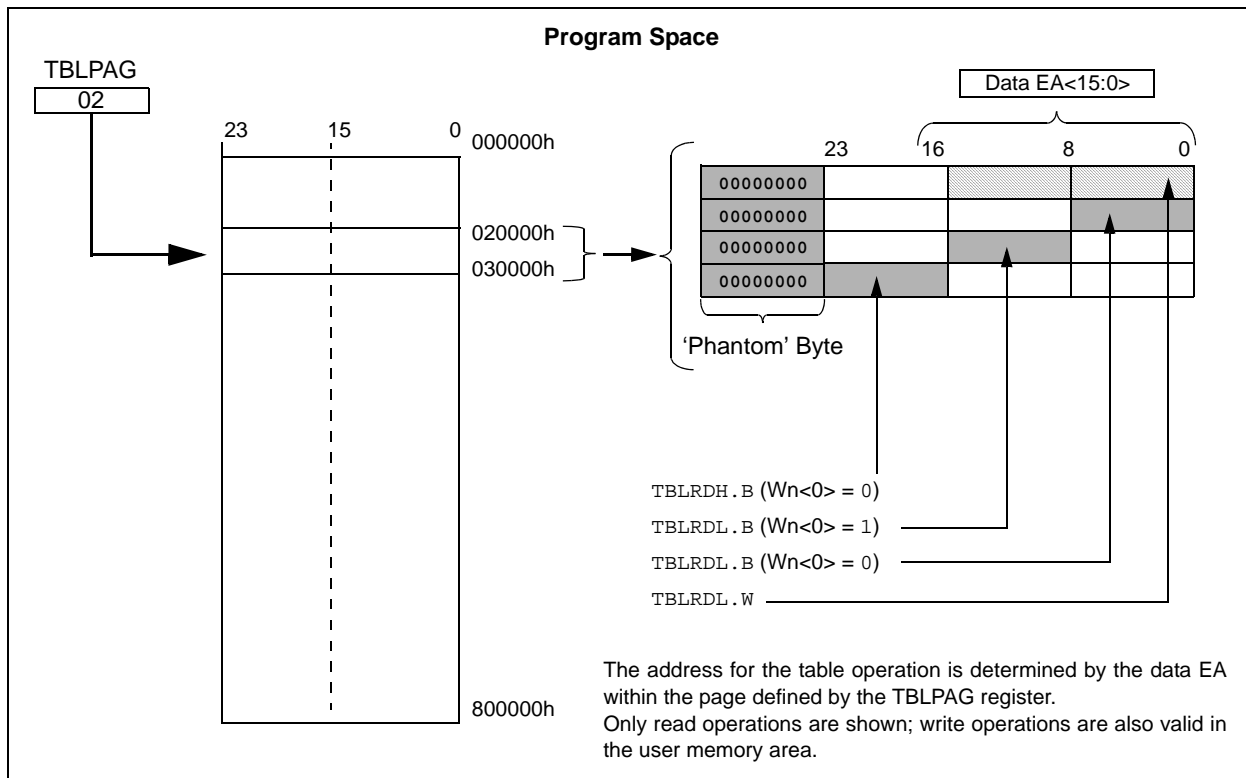 Program Space
TBLPAG
02
Data EA<15:0>
23 15 0
000000h
020000h
030000h
800000h
23 16 8 0
00000000
00000000
00000000
00000000
‘Phantom’ Byte
TBLRDH.B (Wn<0> = 0)
TBLRDL.B (Wn<0> = 1)
TBLRDL.B (Wn<0> = 0)
TBLRDL.W
The address for the table operation is determined by the data EA
within the page defined by the TBLPAG register.
Only read operations are shown; write operations are also valid in
the user memory area.